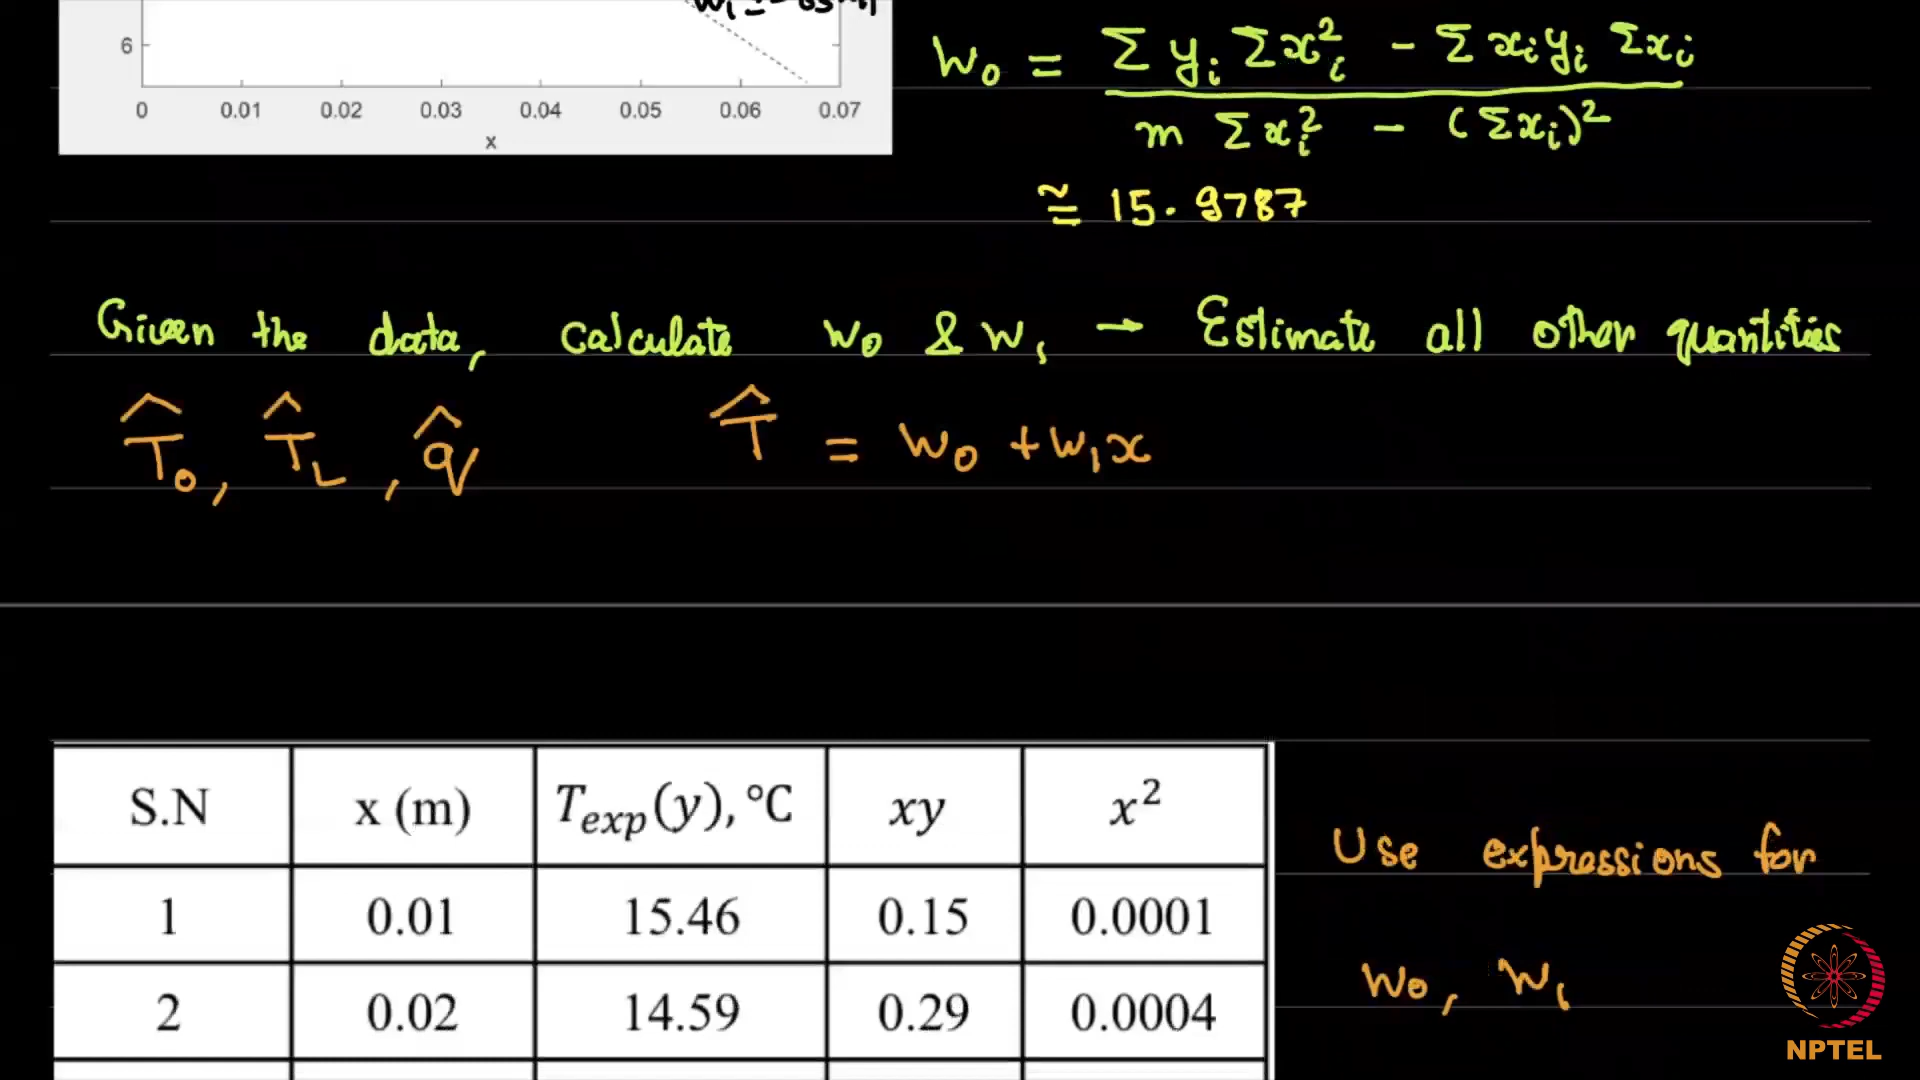 6
0 0.01 0.02 0.03 0.04 0.05 0.06 0.07
x
w₀ = Σ yᵢ Σxᵢ² - Σ xᵢyᵢ Σxᵢ
m Σ xᵢ² - (Σxᵢ)²
≅ 15.9787
Given the data, calculate w₀ & w₁ → Estimate all other quantities
T̂₀, T̂L, q̂ T̂ = w₀ + w₁x
S.N x (m) Texp(y), °C xy x²
1 0.01 15.46 0.15 0.0001
2 0.02 14.59 0.29 0.0004
Use expressions for
w₀, w₁
NPTEL